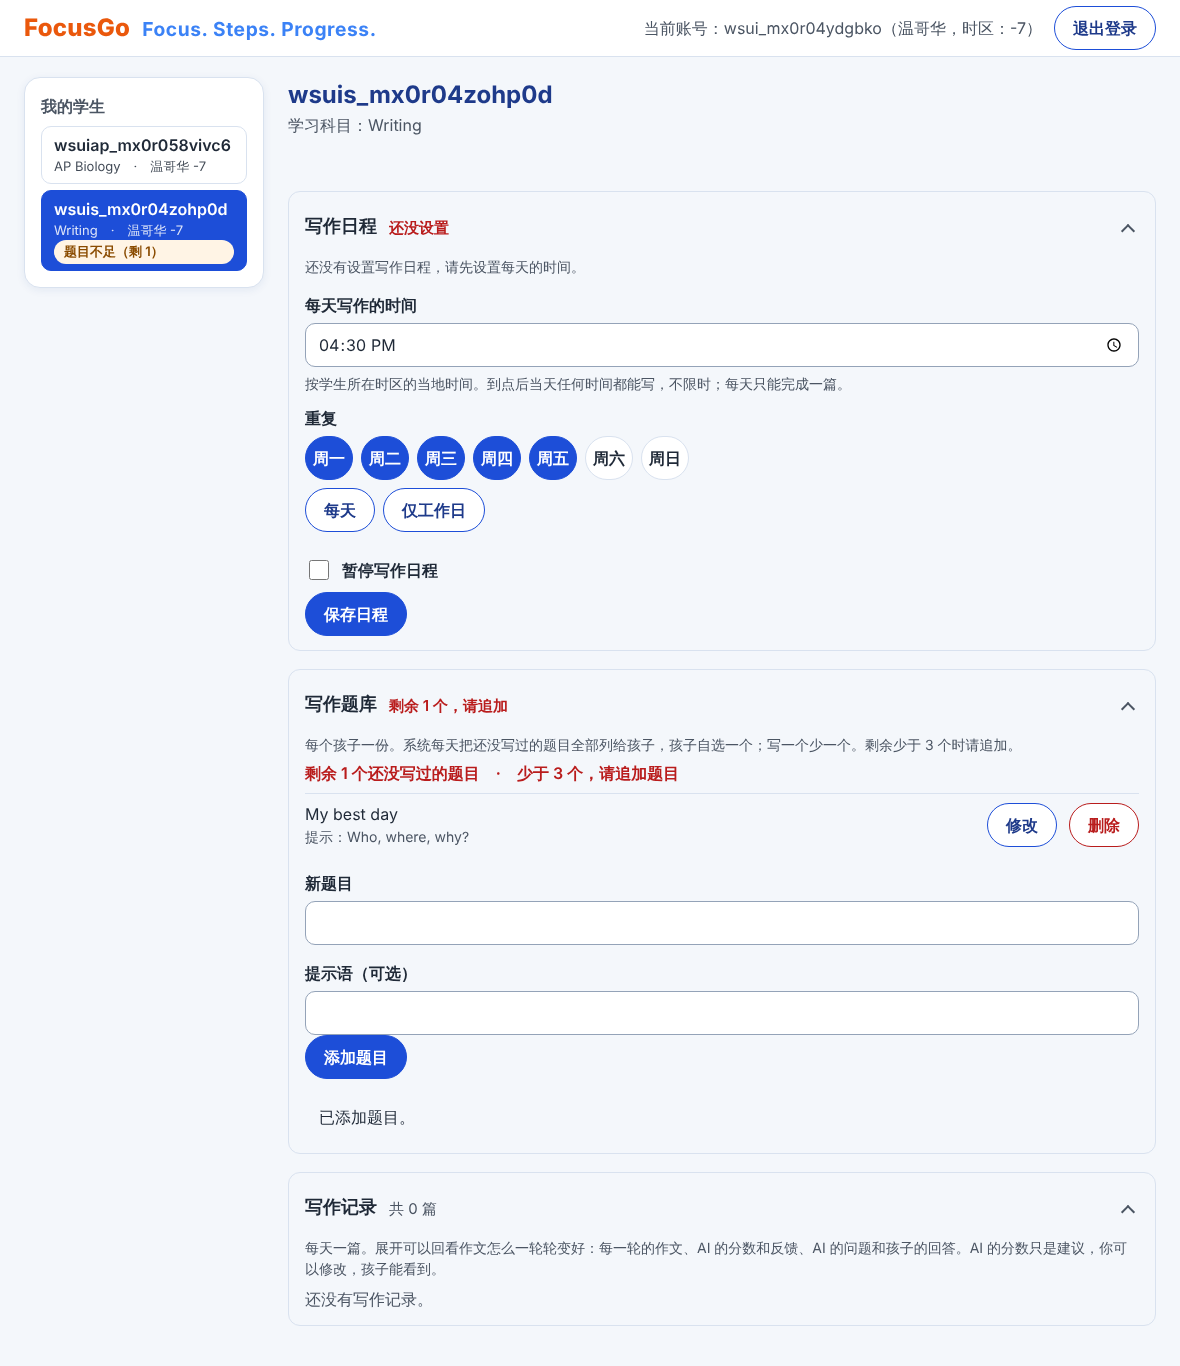 FocusGo Focus. Steps. Progress.
当前账号：wsui_mx0r04ydgbko（温哥华，时区：-7）
退出登录
我的学生
wsuiap_mx0r058vivc6
AP Biology · 温哥华 -7
wsuis_mx0r04zohp0d
Writing · 温哥华 -7
题目不足（剩 1）
wsuis_mx0r04zohp0d
学习科目：Writing
写作日程 还没设置
还没有设置写作日程，请先设置每天的时间。
每天写作的时间
04:30 PM
按学生所在时区的当地时间。到点后当天任何时间都能写，不限时；每天只能完成一篇。
重复
周一 周二 周三 周四 周五 周六 周日
每天 仅工作日
暂停写作日程
保存日程
写作题库 剩余 1 个，请追加
每个孩子一份。系统每天把还没写过的题目全部列给孩子，孩子自选一个；写一个少一个。剩余少于 3 个时请追加。
剩余 1 个还没写过的题目 · 少于 3 个，请追加题目
My best day
提示：Who, where, why?
修改 删除
新题目
提示语（可选）
添加题目
已添加题目。
写作记录 共 0 篇
每天一篇。展开可以回看作文怎么一轮轮变好：每一轮的作文、AI 的分数和反馈、AI 的问题和孩子的回答。AI 的分数只是建议，你可
以修改，孩子能看到。
还没有写作记录。